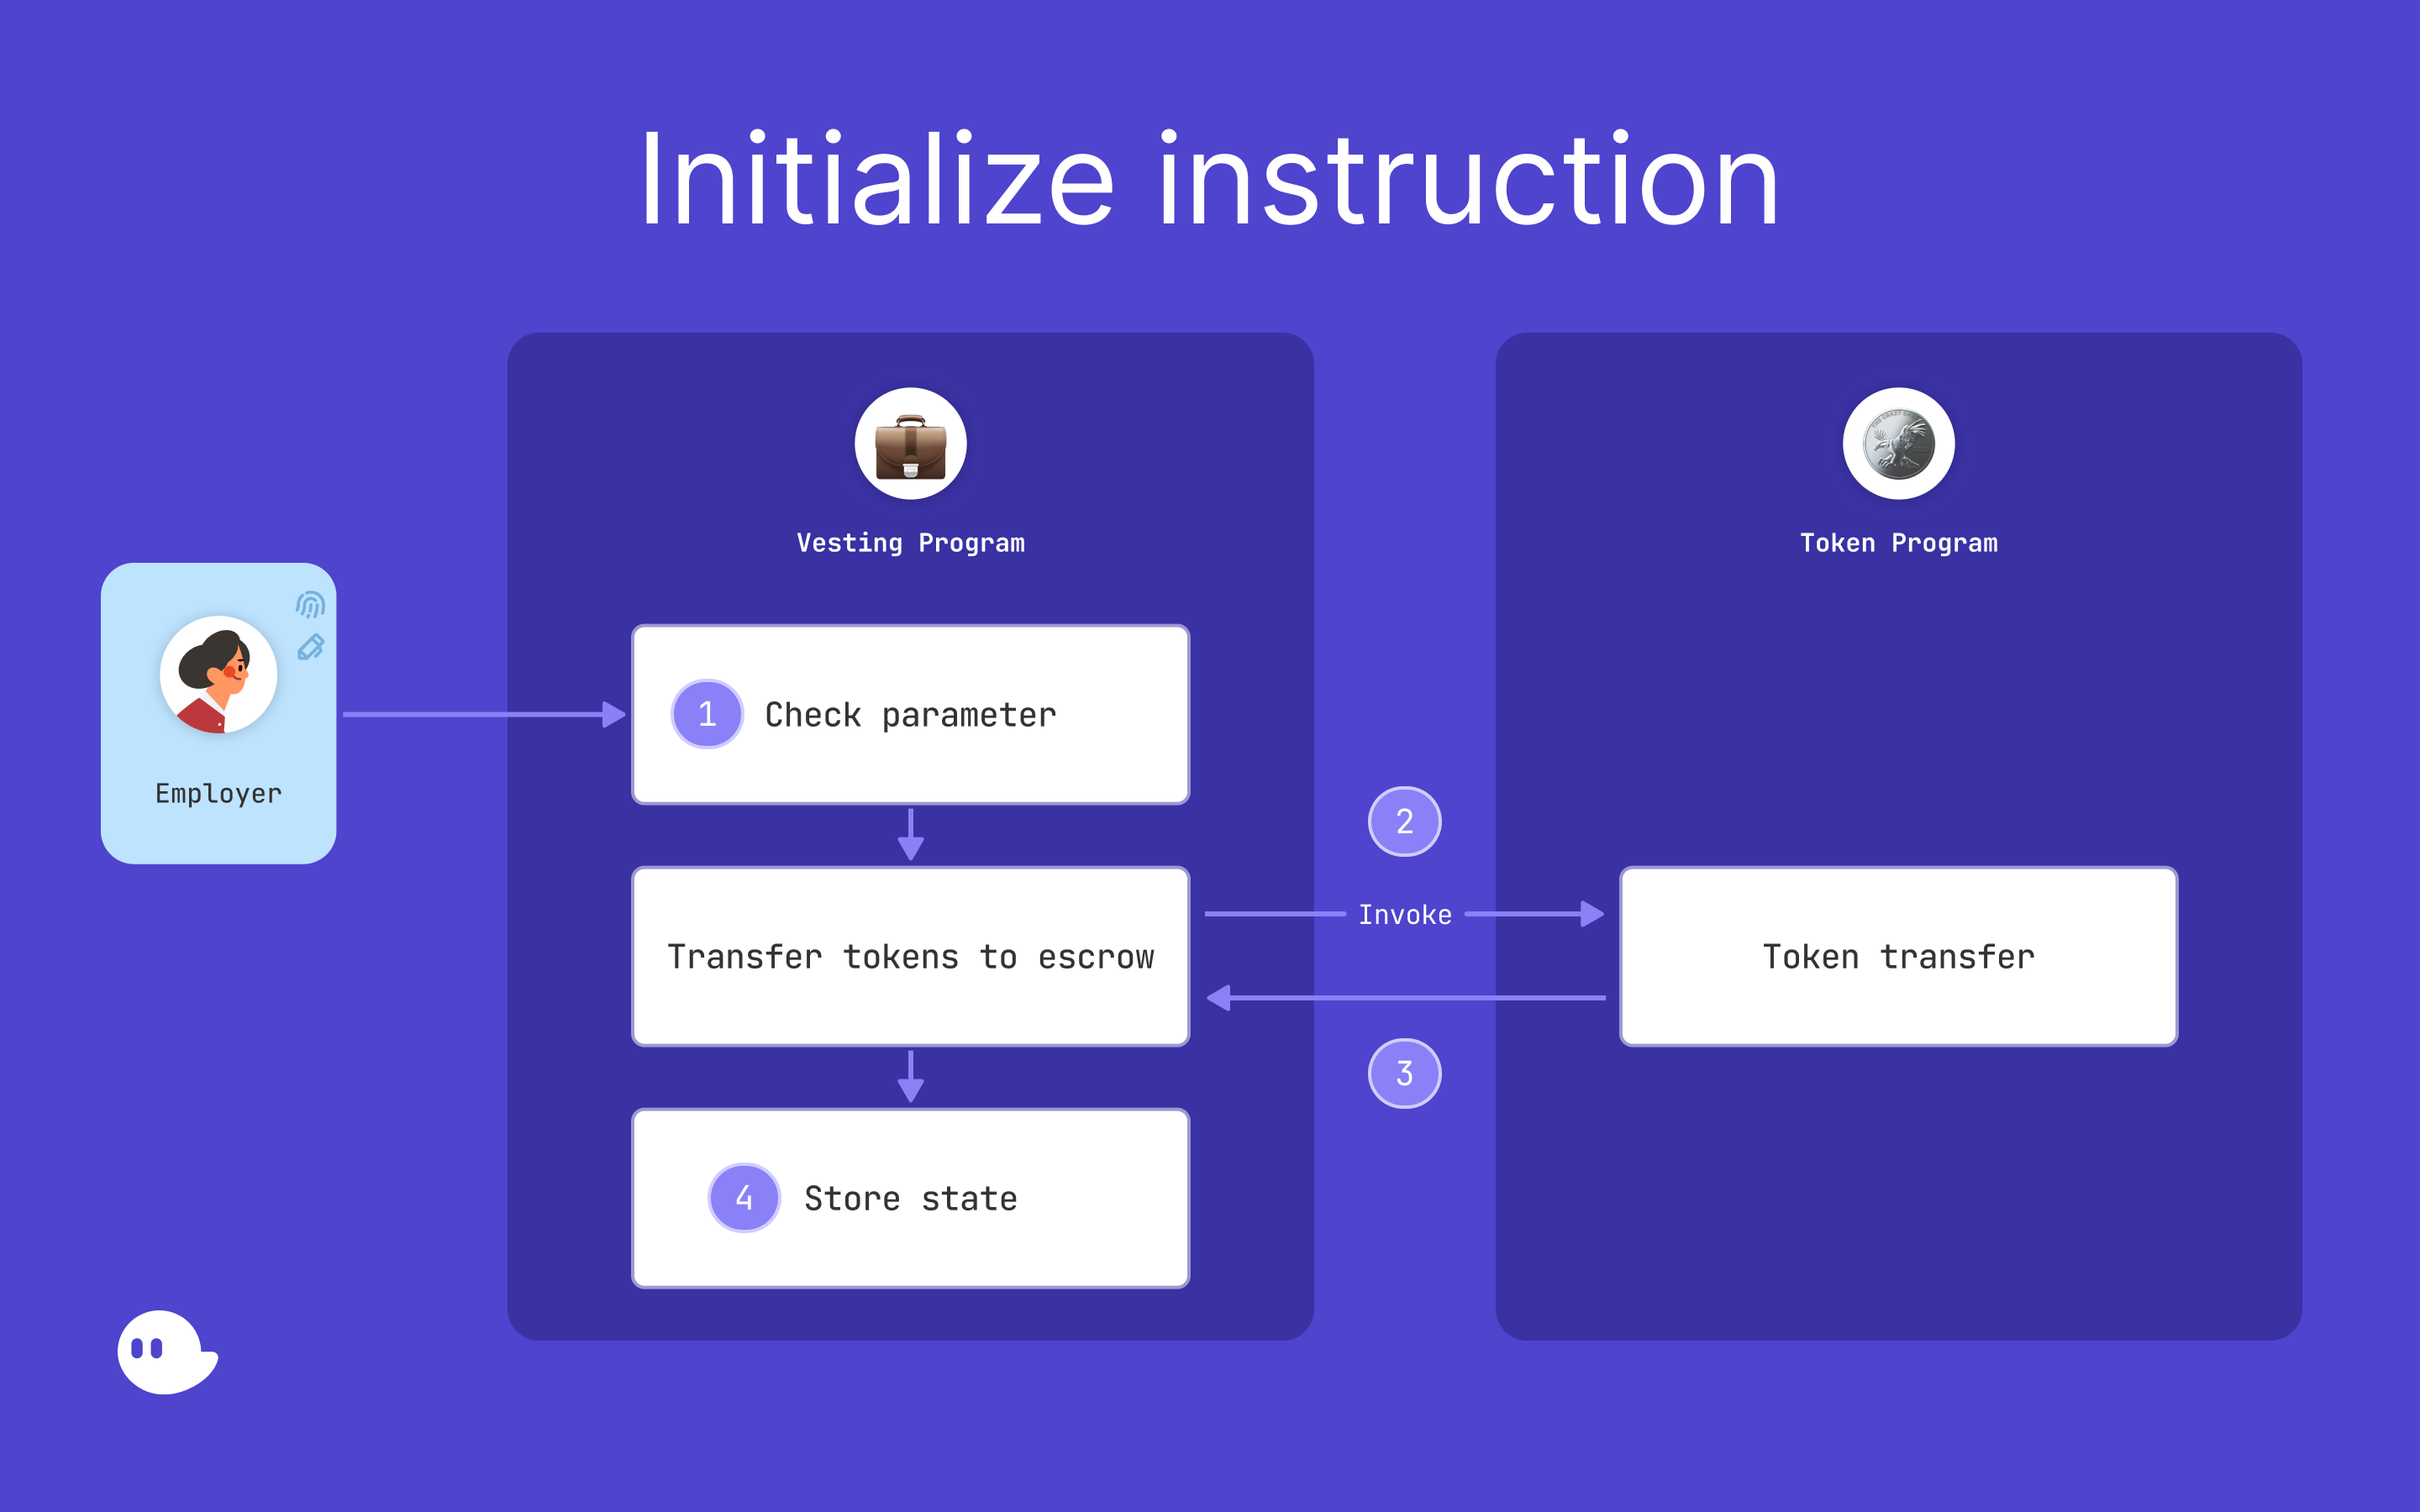 Initialize instruction
Vesting Program
Token Program
Employer
1 Check parameter
2
Invoke
Transfer tokens to escrow
Token transfer
3
4 Store state